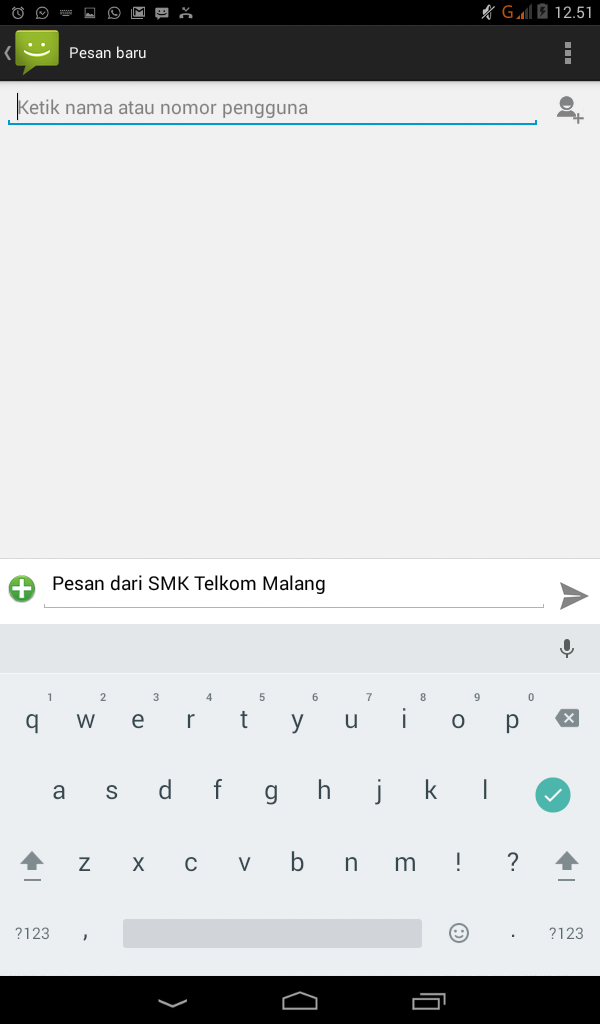 G 12.51
Pesan baru
Ketik nama atau nomor pengguna
Pesan dari SMK Telkom Malang
1 2 3 4 5 6 7 8 9 0
q w e r t y u i o p
a s d f g h j k l
z x c v b n m ! ?
?123 , . ?123